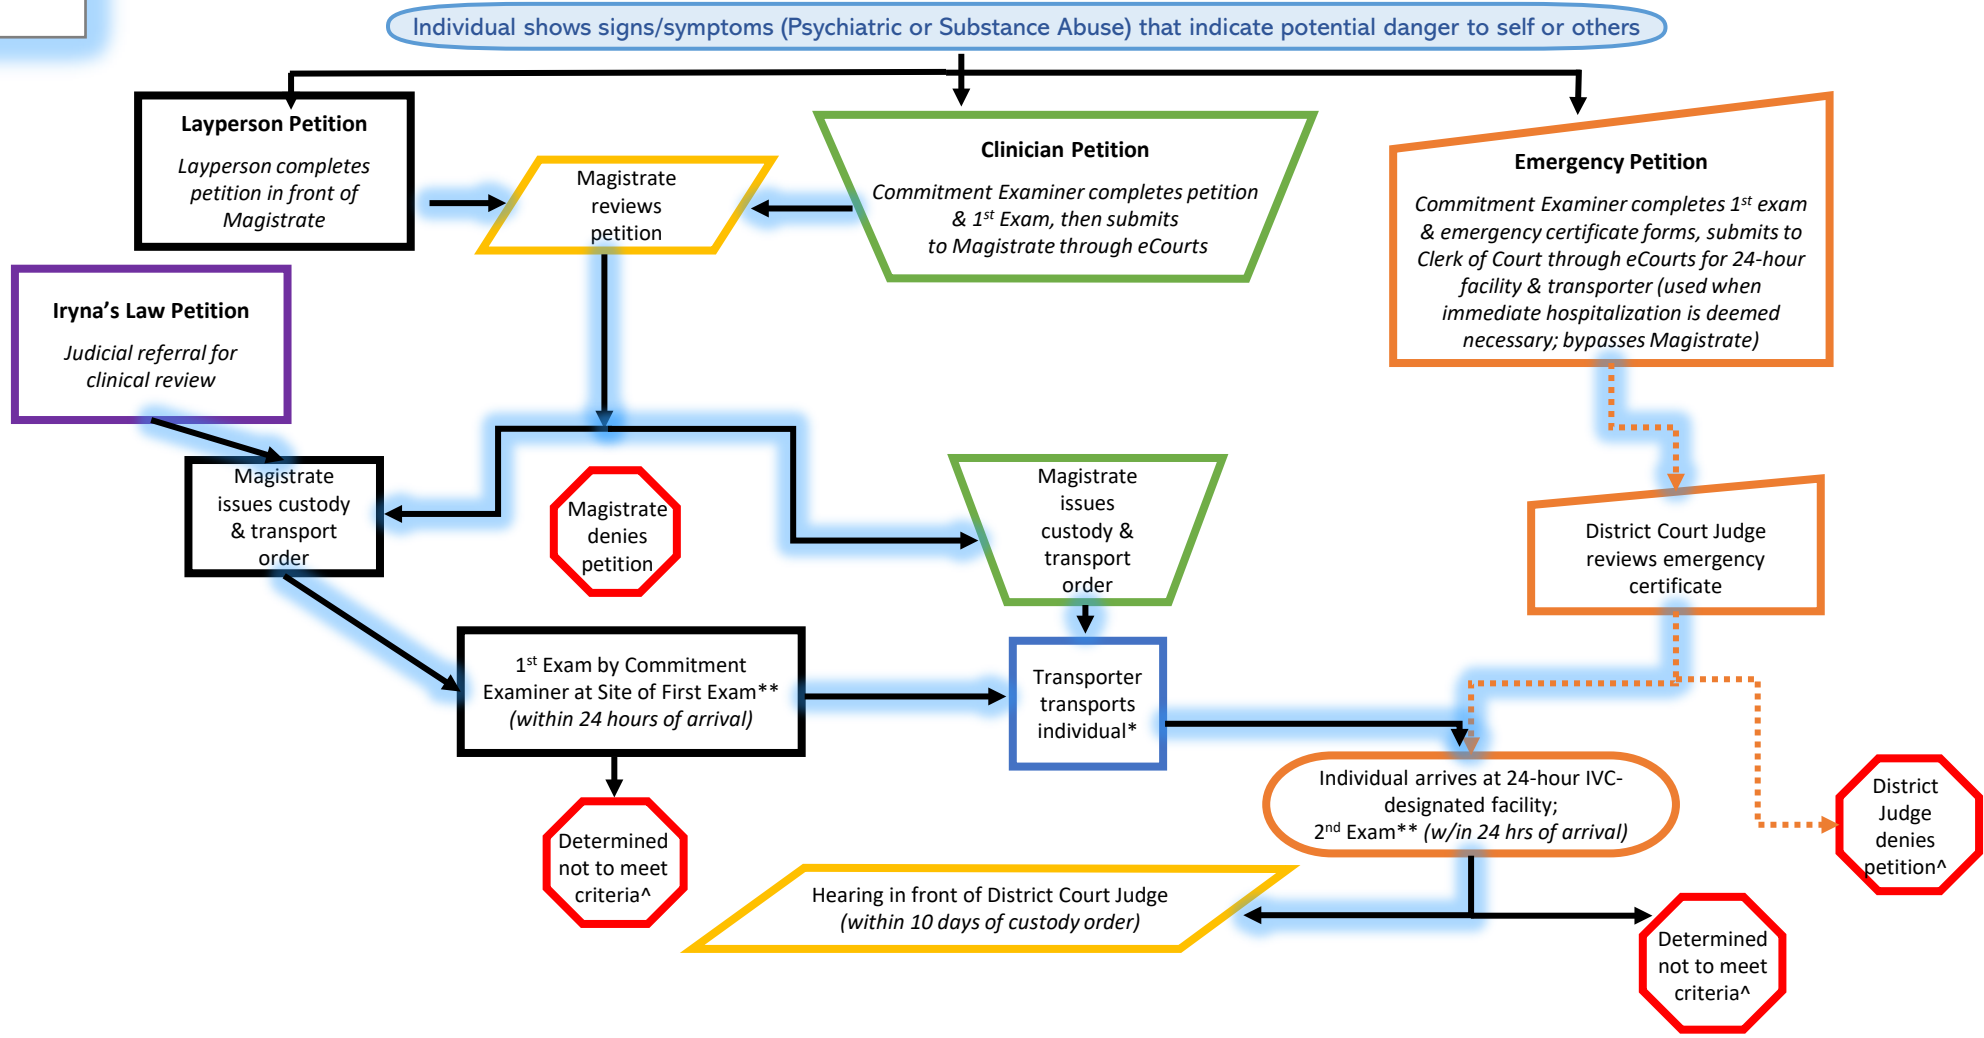 Individual shows signs/symptoms (Psychiatric or Substance Abuse) that indicate potential danger to self or others
Layperson Petition
Layperson completes
petition in front of
Magistrate
Magistrate
reviews
petition
Clinician Petition
Commitment Examiner completes petition
& 1st Exam, then submits
to Magistrate through eCourts
Emergency Petition
Commitment Examiner completes 1st exam
& emergency certificate forms, submits to
Clerk of Court through eCourts for 24-hour
facility & transporter (used when
immediate hospitalization is deemed
necessary; bypasses Magistrate)
Iryna's Law Petition
Judicial referral for
clinical review
Magistrate
issues custody
& transport
order
Magistrate
denies
petition
Magistrate
issues
custody &
transport
order
District Court Judge
reviews emergency
certificate
1st Exam by Commitment
Examiner at Site of First Exam**
(within 24 hours of arrival)
Transporter
transports
individual*
Individual arrives at 24-hour IVC-
designated facility;
2nd Exam** (w/in 24 hrs of arrival)
District
Judge
denies
petition^
Determined
not to meet
criteria^
Hearing in front of District Court Judge
(within 10 days of custody order)
Determined
not to meet
criteria^